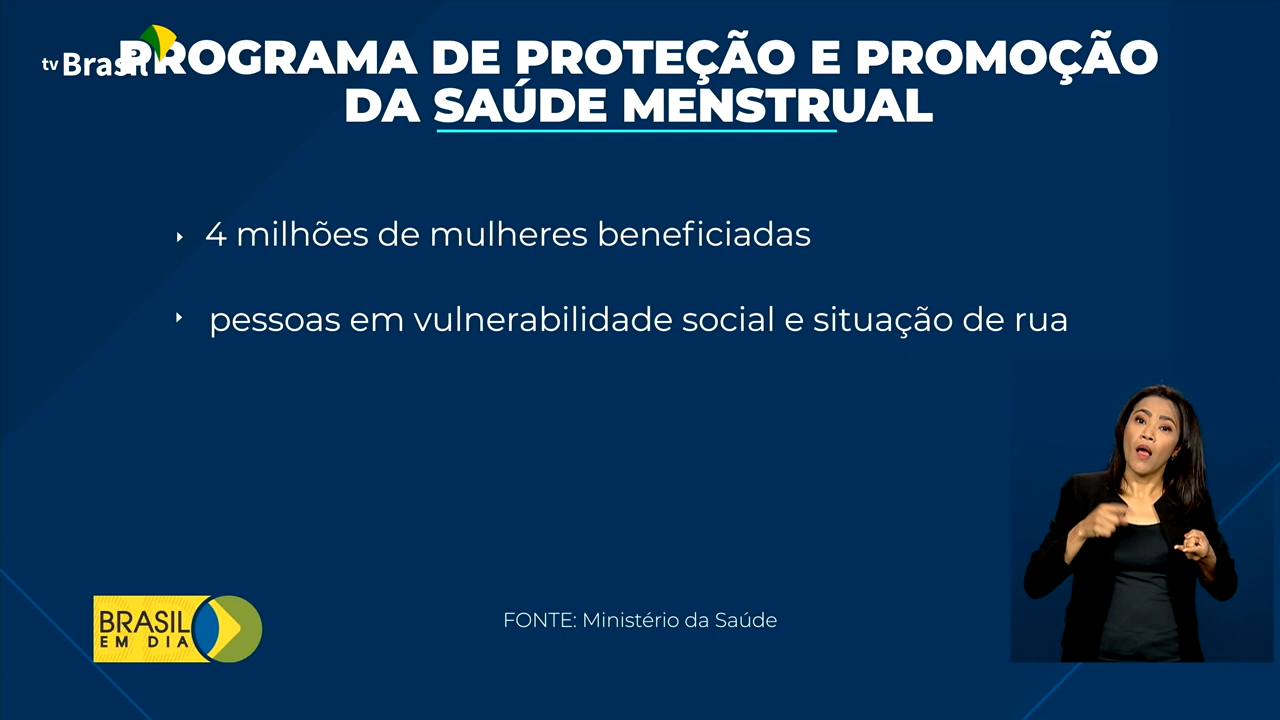 tv Brasil
PROGRAMA DE PROTEÇÃO E PROMOÇÃO
DA SAÚDE MENSTRUAL
4 milhões de mulheres beneficiadas
pessoas em vulnerabilidade social e situação de rua
BRASIL
EM DIA
FONTE: Ministério da Saúde